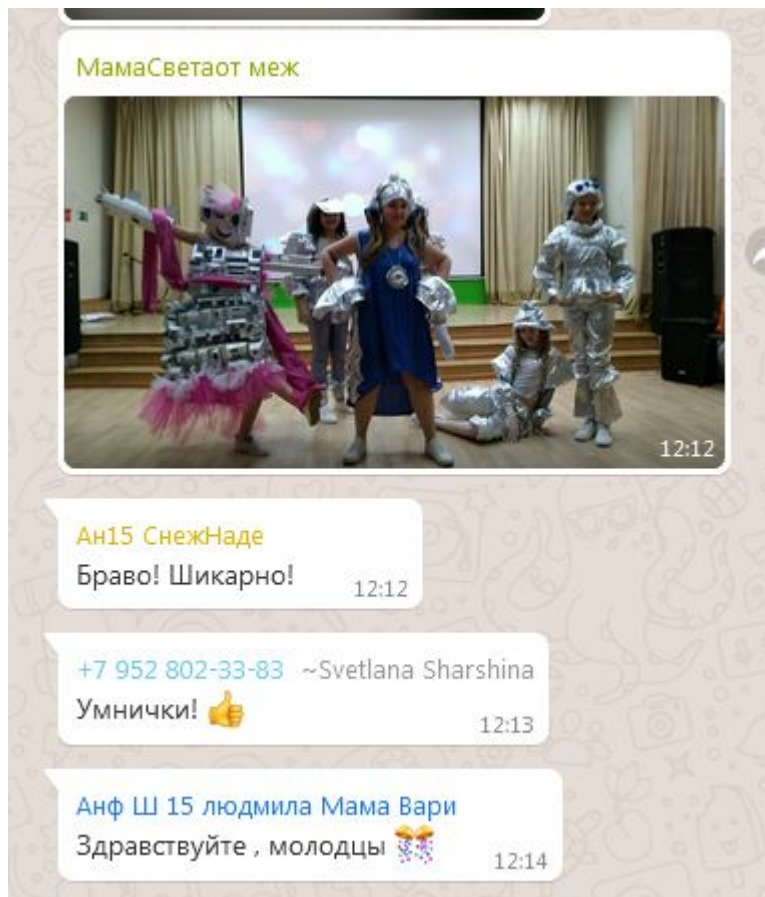 МамаСветаот меж
12:12
Ан15 СнежНаде
Браво! Шикарно!
12:12
+7 952 802-33-83 ~Svetlana Sharshina
Умнички! 👍
12:13
Анф Ш 15 людмила Мама Вари
Здравствуйте , молодцы 🎊
12:14